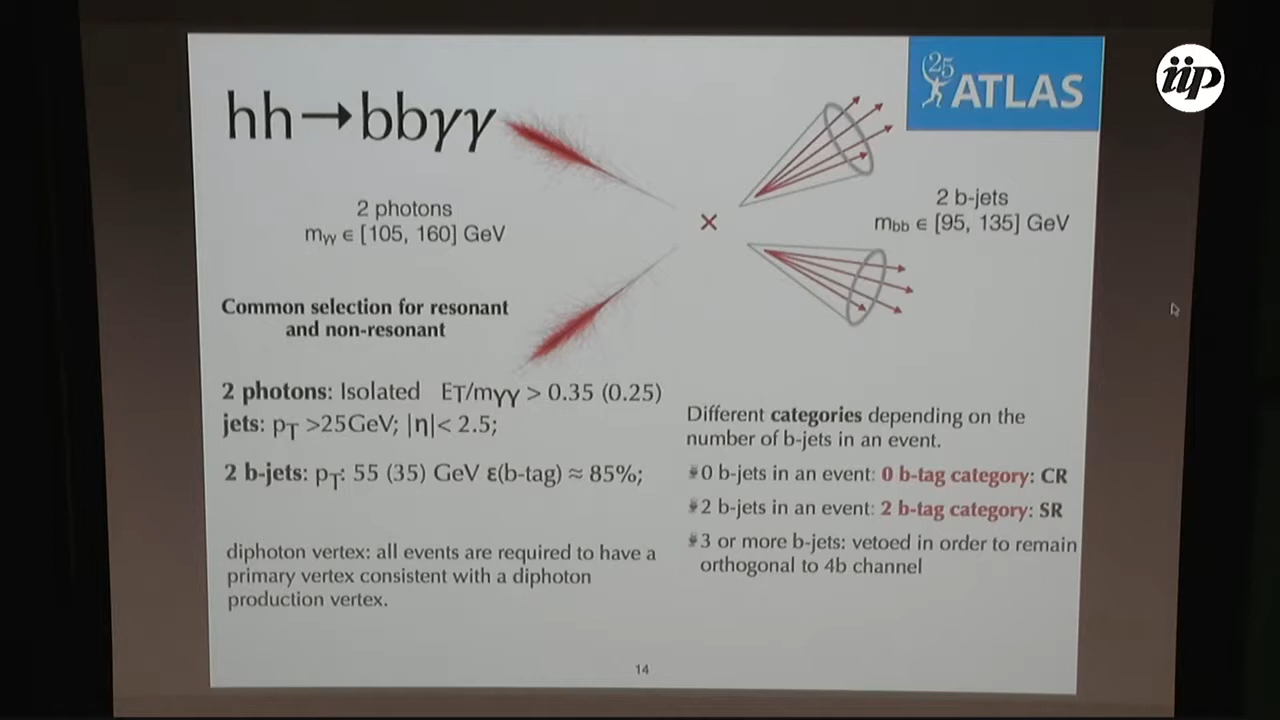 hh→bbγγ
25
ATLAS
iip
2 photons
mγγ ∈ [105, 160] GeV
2 b-jets
mbb ∈ [95, 135] GeV
Common selection for resonant
and non-resonant
2 photons: Isolated ET/mγγ > 0.35 (0.25)
jets: pT >25GeV; |η|< 2.5;
2 b-jets: pT: 55 (35) GeV ε(b-tag) ≈ 85%;
diphoton vertex: all events are required to have a
primary vertex consistent with a diphoton
production vertex.
Different categories depending on the
number of b-jets in an event.
0 b-jets in an event: 0 b-tag category: CR
2 b-jets in an event: 2 b-tag category: SR
3 or more b-jets: vetoed in order to remain
orthogonal to 4b channel
14